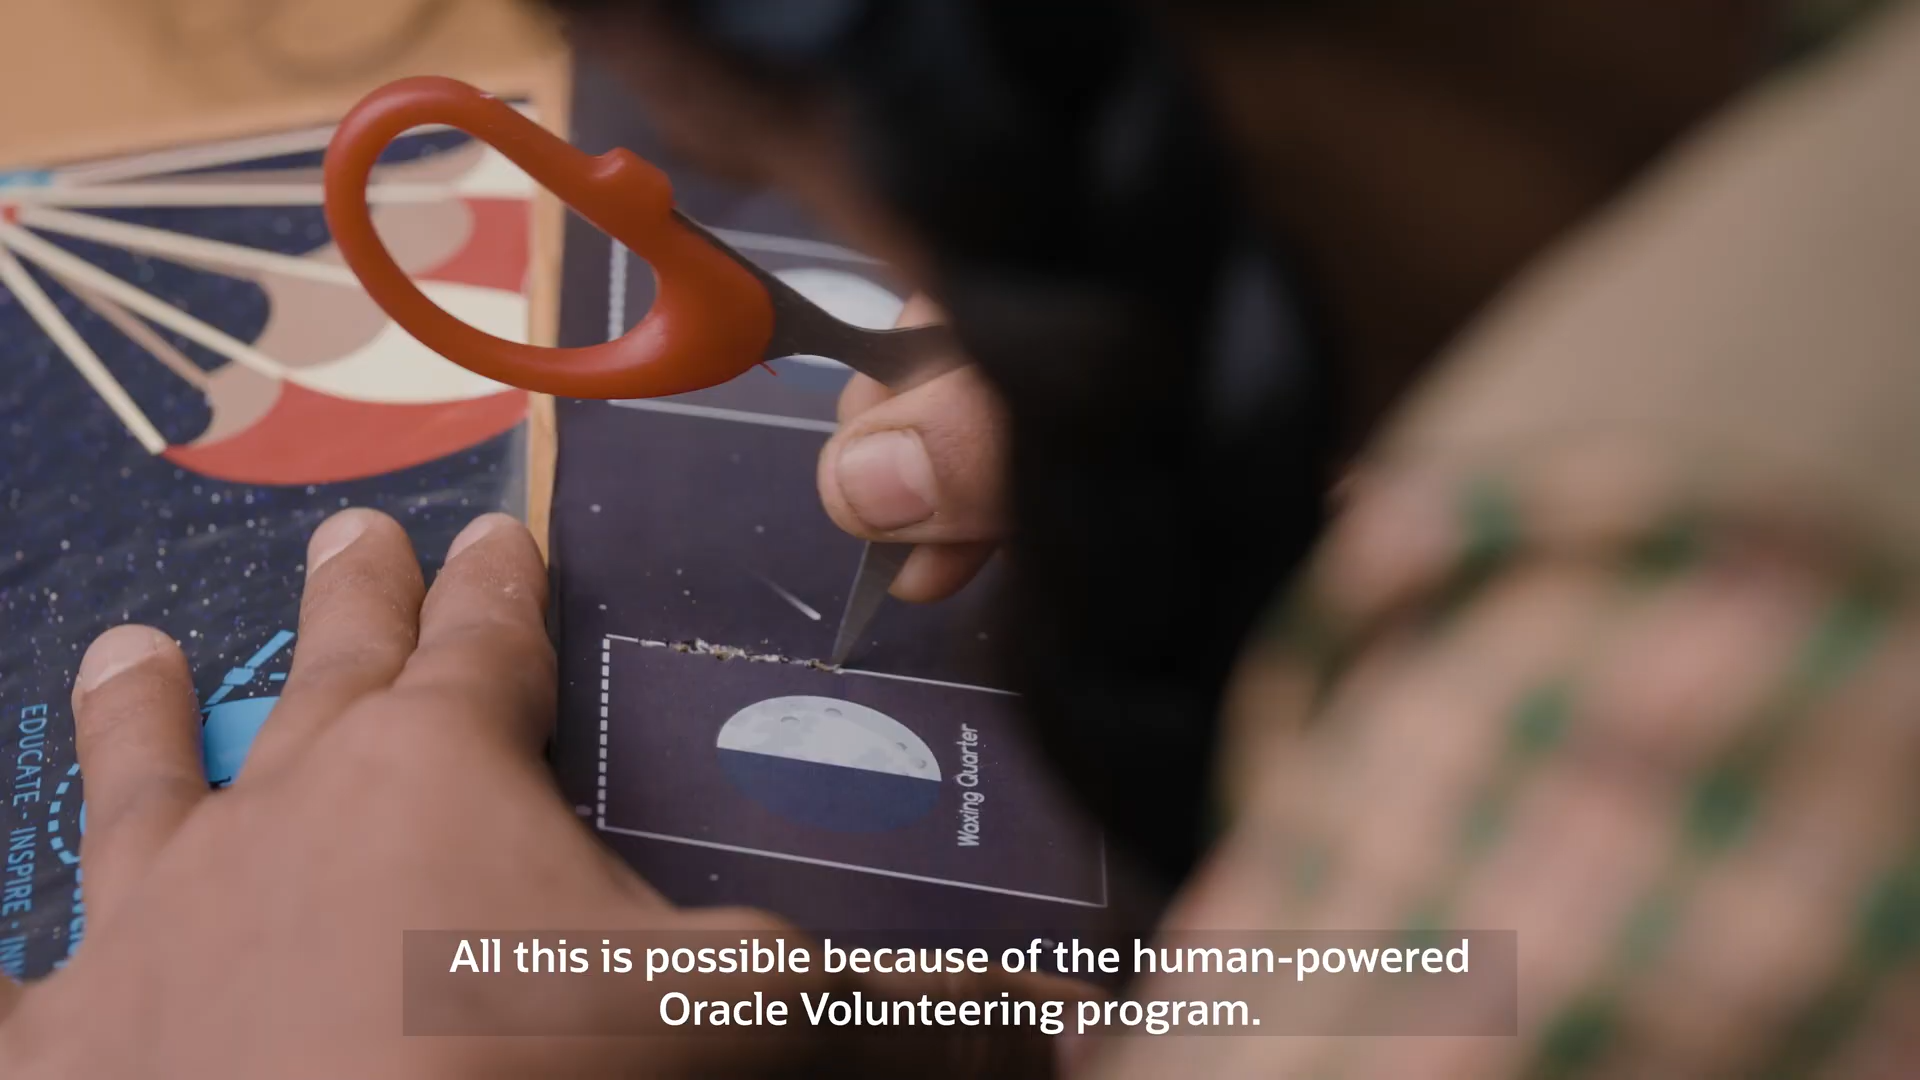 EDUCATE - INSPIRE
Waxing Quarter
All this is possible because of the human-powered
Oracle Volunteering program.